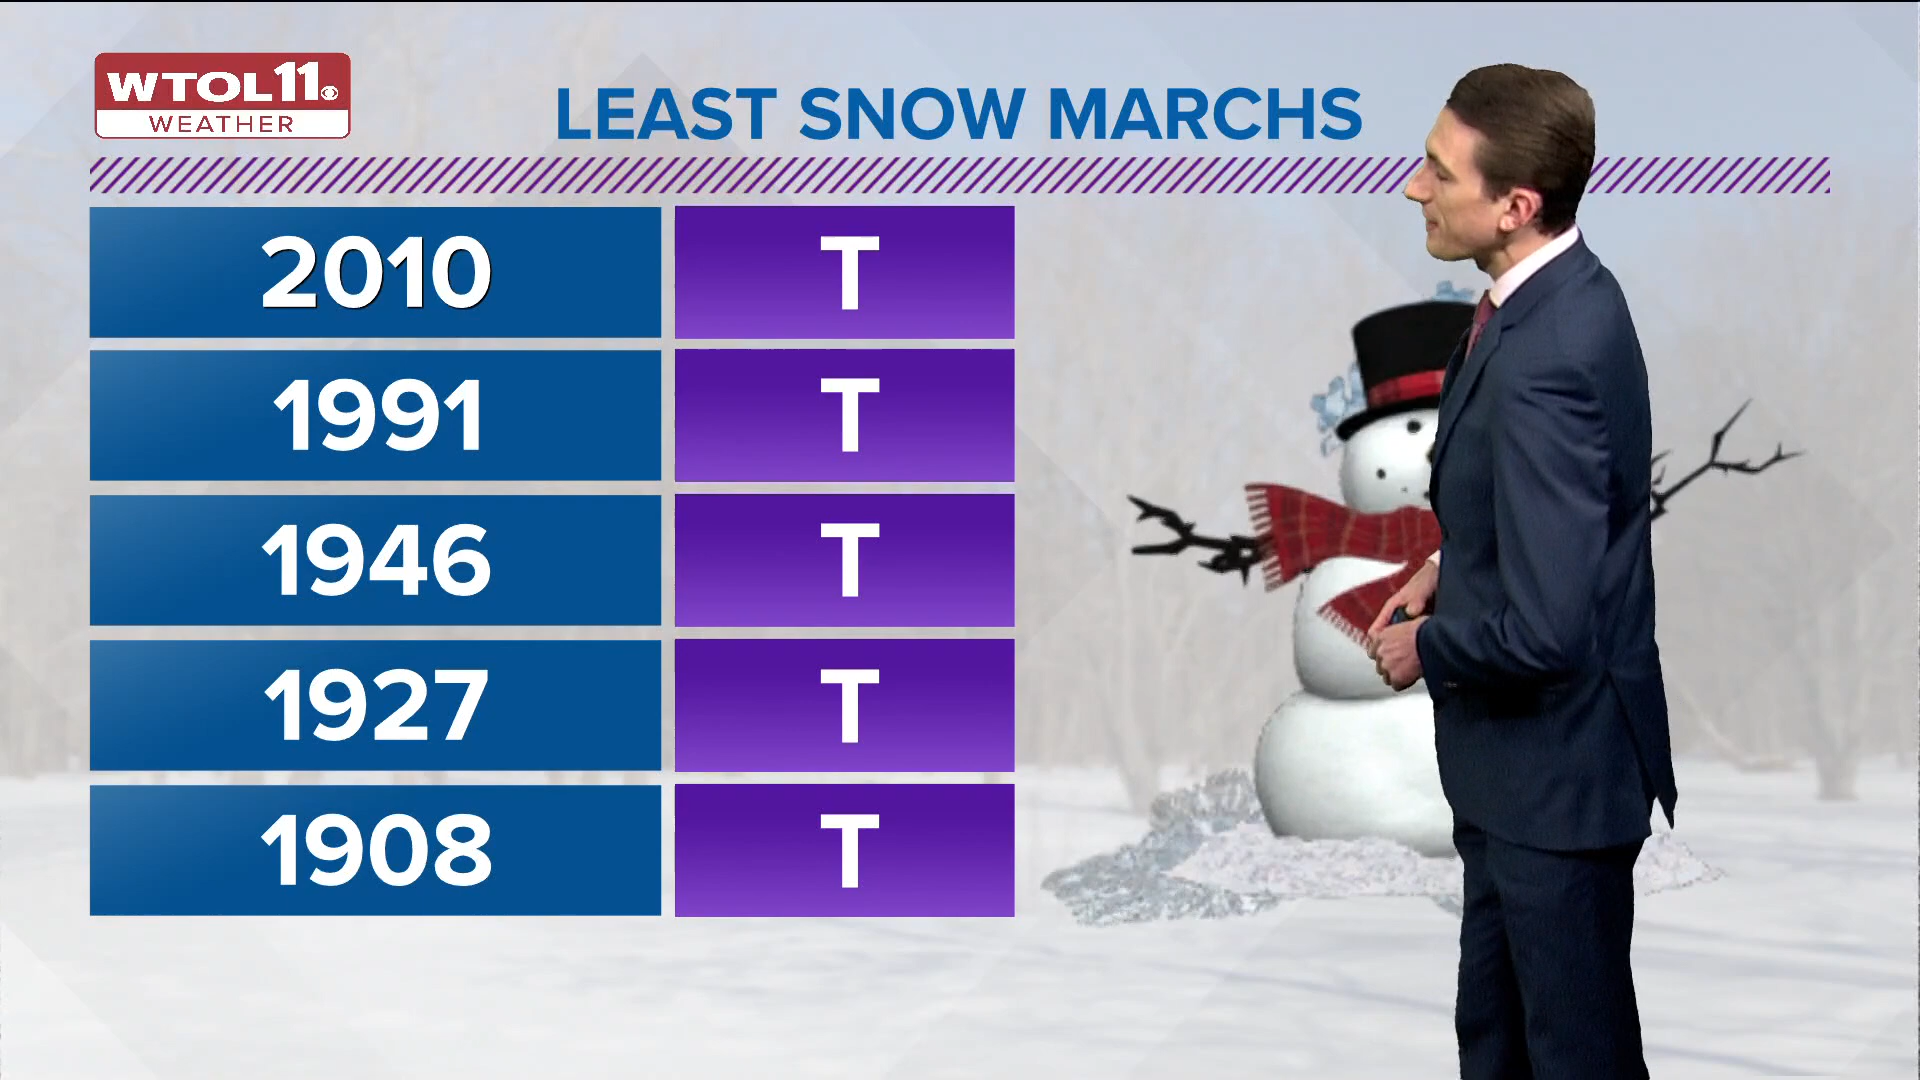 WTOL11
WEATHER
LEAST SNOW MARCHS
2010 T
1991 T
1946 T
1927 T
1908 T